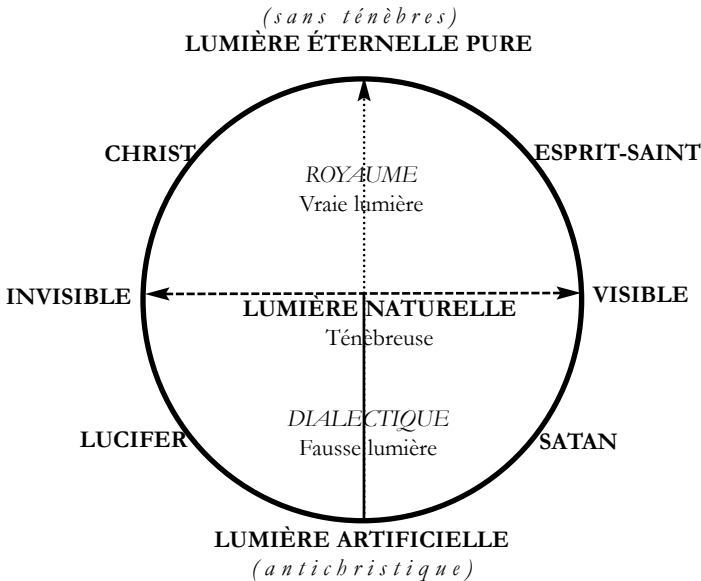 (sans ténèbres)
LUMIÈRE ÉTERNELLE PURE
CHRIST
ESPRIT-SAINT
ROYAUME
Vraie lumière
INVISIBLE
VISIBLE
LUMIÈRE NATURELLE
Ténèbreuse
DIALECTIQUE
Fausse lumière
LUCIFER
SATAN
LUMIÈRE ARTIFICIELLE
(antichristique)